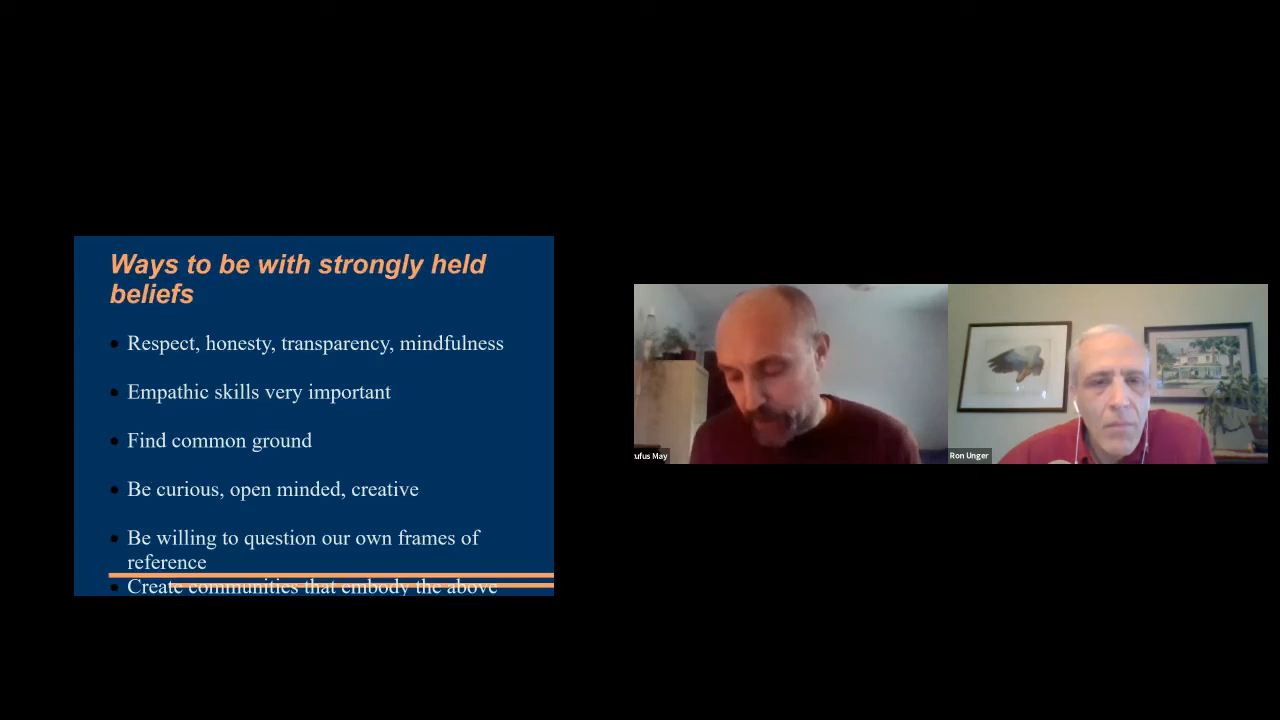 Ways to be with strongly held
beliefs
Respect, honesty, transparency, mindfulness
Empathic skills very important
Find common ground
Be curious, open minded, creative
Be willing to question our own frames of
reference
Create communities that embody the above
ufus May
Ron Unger